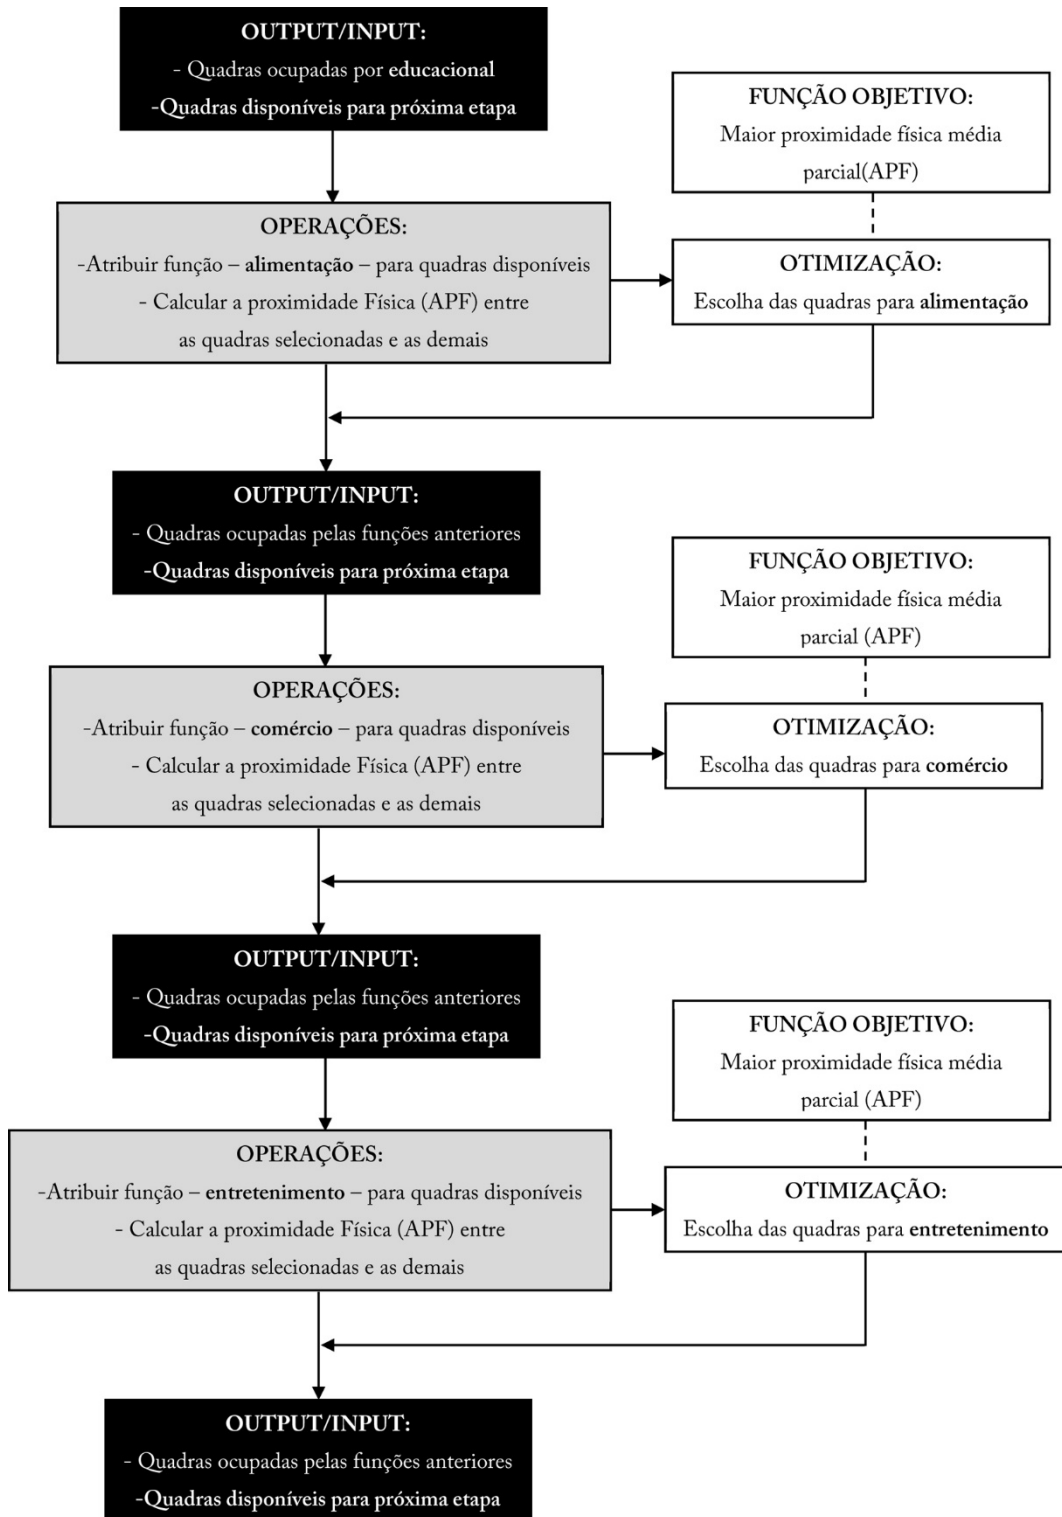 OUTPUT/INPUT:
- Quadras ocupadas por educacional
-Quadras disponíveis para próxima etapa
FUNÇÃO OBJETIVO:
Maior proximidade física média
parcial(APF)
OPERAÇÕES:
-Atribuir função – alimentação – para quadras disponíveis
- Calcular a proximidade Física (APF) entre
as quadras selecionadas e as demais
OTIMIZAÇÃO:
Escolha das quadras para alimentação
OUTPUT/INPUT:
- Quadras ocupadas pelas funções anteriores
-Quadras disponíveis para próxima etapa
FUNÇÃO OBJETIVO:
Maior proximidade física média
parcial (APF)
OPERAÇÕES:
-Atribuir função – comércio – para quadras disponíveis
- Calcular a proximidade Física (APF) entre
as quadras selecionadas e as demais
OTIMIZAÇÃO:
Escolha das quadras para comércio
OUTPUT/INPUT:
- Quadras ocupadas pelas funções anteriores
-Quadras disponíveis para próxima etapa
FUNÇÃO OBJETIVO:
Maior proximidade física média
parcial (APF)
OPERAÇÕES:
-Atribuir função – entretenimento – para quadras disponíveis
- Calcular a proximidade Física (APF) entre
as quadras selecionadas e as demais
OTIMIZAÇÃO:
Escolha das quadras para entretenimento
OUTPUT/INPUT:
- Quadras ocupadas pelas funções anteriores
-Quadras disponíveis para próxima etapa